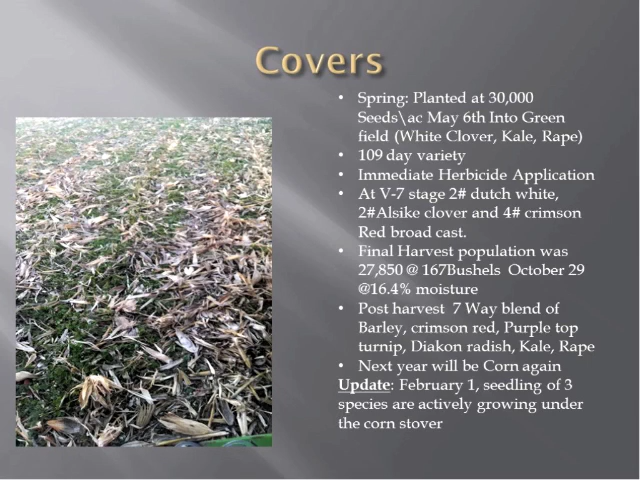 Covers
• Spring: Planted at 30,000
Seeds\ac May 6th Into Green
field (White Clover, Kale, Rape)
• 109 day variety
• Immediate Herbicide Application
• At V-7 stage 2# dutch white,
2#Alsike clover and 4# crimson
Red broad cast.
• Final Harvest population was
27,850 @ 167Bushels October 29
@16.4% moisture
• Post harvest 7 Way blend of
Barley, crimson red, Purple top
turnip, Diakon radish, Kale, Rape
• Next year will be Corn again
Update: February 1, seedling of 3
species are actively growing under
the corn stover